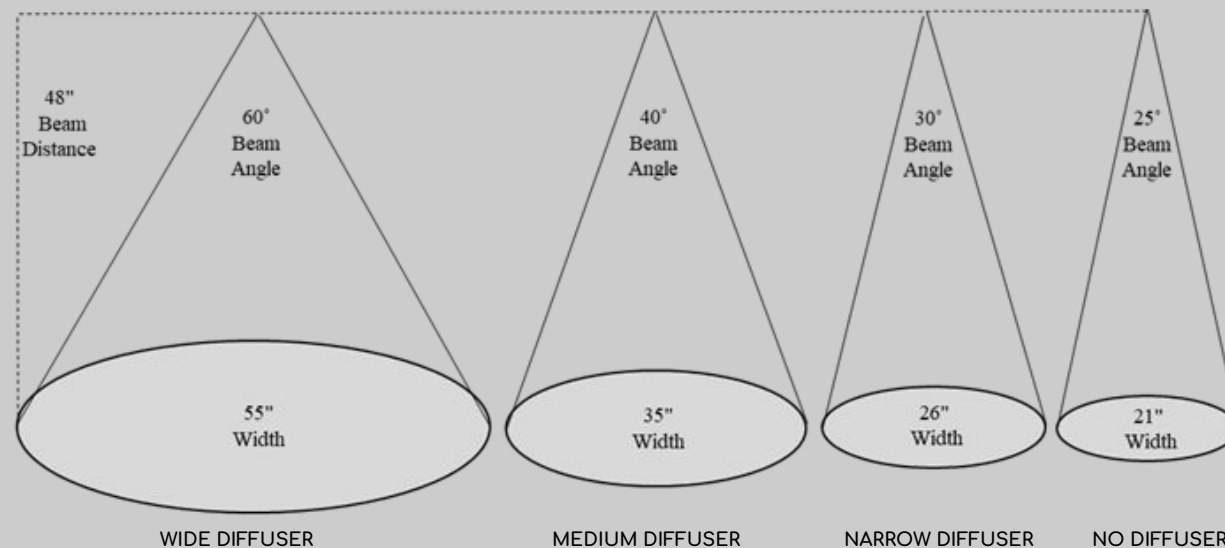 48"
Beam
Distance
60°
Beam
Angle
40°
Beam
Angle
30°
Beam
Angle
25°
Beam
Angle
55"
Width
35"
Width
26"
Width
21"
Width
WIDE DIFFUSER
MEDIUM DIFFUSER
NARROW DIFFUSER
NO DIFFUSER